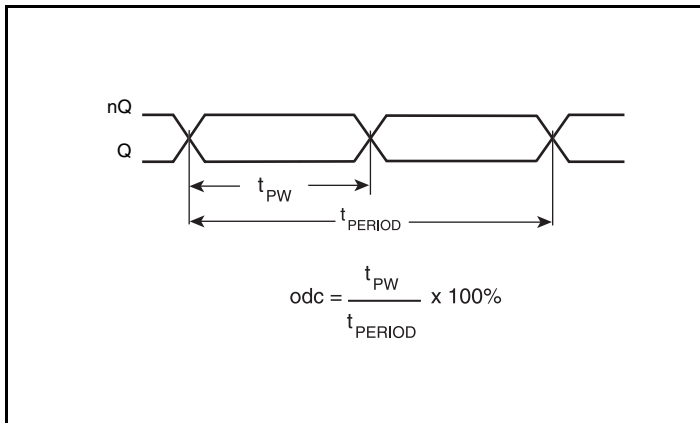 nQ
Q
tPW
tPERIOD
odc = tPW / tPERIOD x 100%